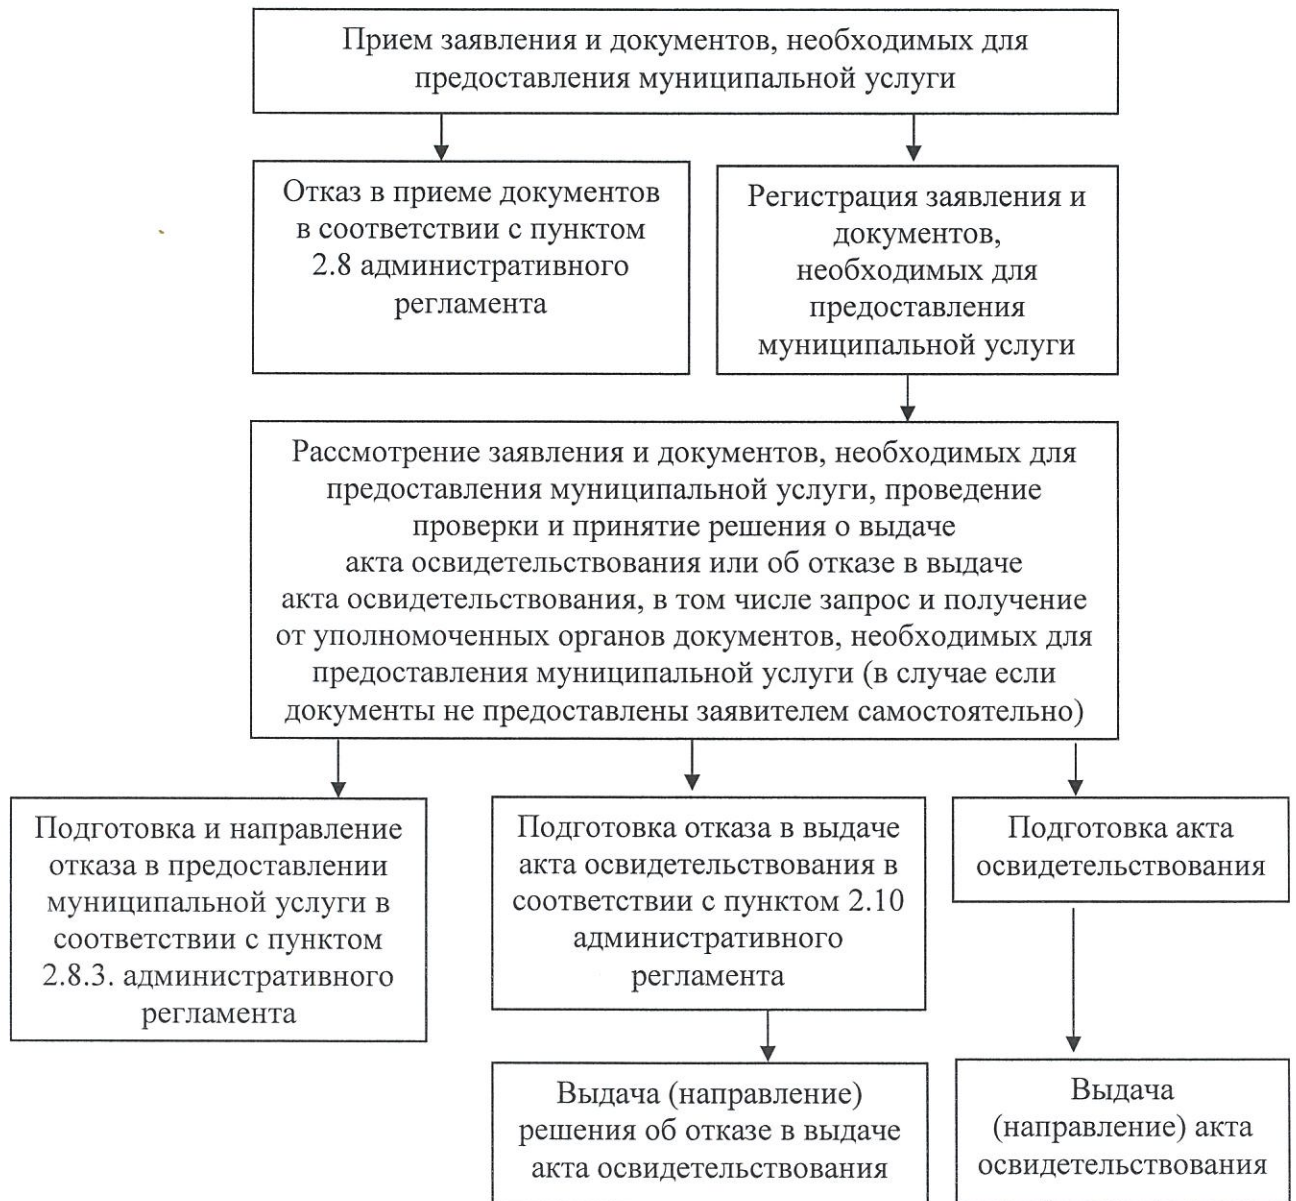 Прием заявления и документов, необходимых для
предоставления муниципальной услуги
Отказ в приеме документов
в соответствии с пунктом
2.8 административного
регламента
Регистрация заявления и
документов,
необходимых для
предоставления
муниципальной услуги
Рассмотрение заявления и документов, необходимых для
предоставления муниципальной услуги, проведение
проверки и принятие решения о выдаче
акта освидетельствования или об отказе в выдаче
акта освидетельствования, в том числе запрос и получение
от уполномоченных органов документов, необходимых для
предоставления муниципальной услуги (в случае если
документы не предоставлены заявителем самостоятельно)
Подготовка и направление
отказа в предоставлении
муниципальной услуги в
соответствии с пунктом
2.8.3. административного
регламента
Подготовка отказа в выдаче
акта освидетельствования в
соответствии с пунктом 2.10
административного
регламента
Подготовка акта
освидетельствования
Выдача (направление)
решения об отказе в выдаче
акта освидетельствования
Выдача
(направление) акта
освидетельствования